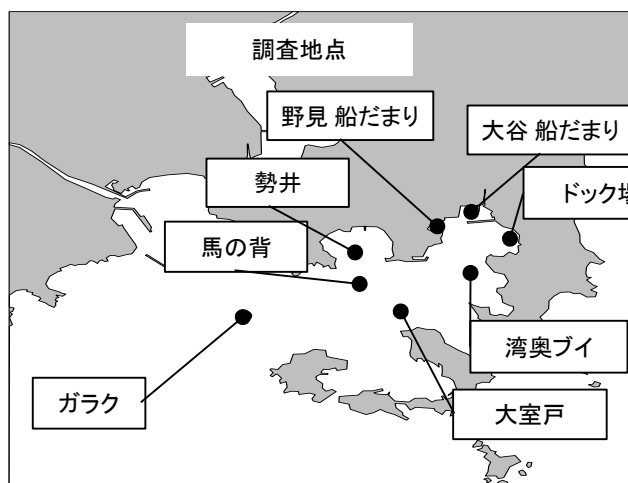 調査地点
野見 船だまり
大谷 船だまり
勢井
ドック場
馬の背
湾奥ブイ
ガラク
大室戸